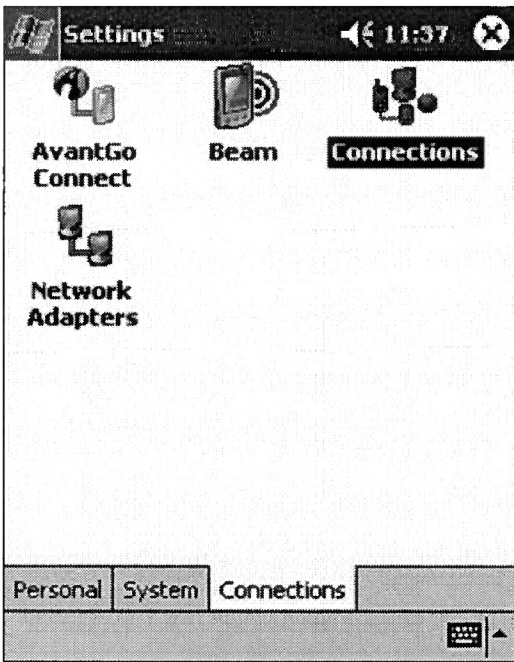 Settings 11:37
AvantGo
Connect
Beam
Connections
Network
Adapters
Personal System Connections